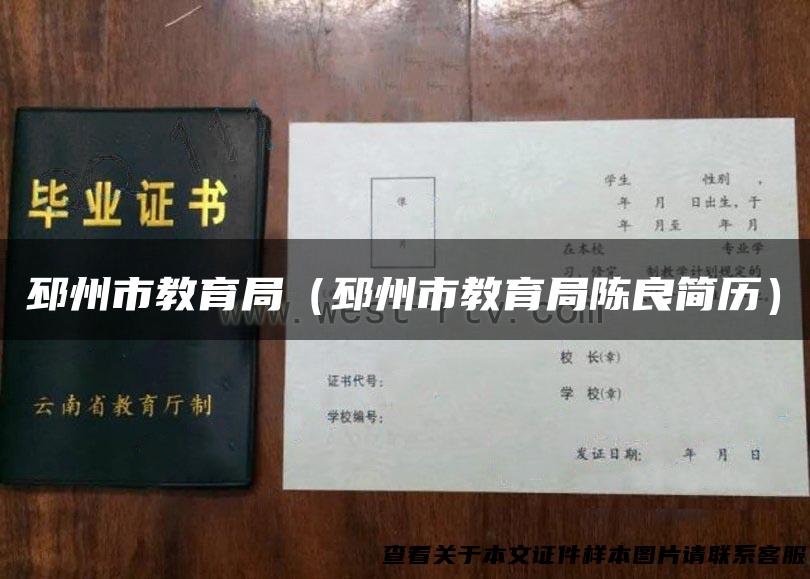 毕业证书
云南省教育厅制
像
片
学生 性别 ，
年 月 日出生，于
年 月至 年 月
在本校 专业学
习，修完 制教学计划规定的
邳州市教育局（邳州市教育局陈良简历）
校 长(章)
证书代号：
学 校(章)
学校编号：
发证日期： 年 月 日
查看关于本文证件样本图片请联系客服